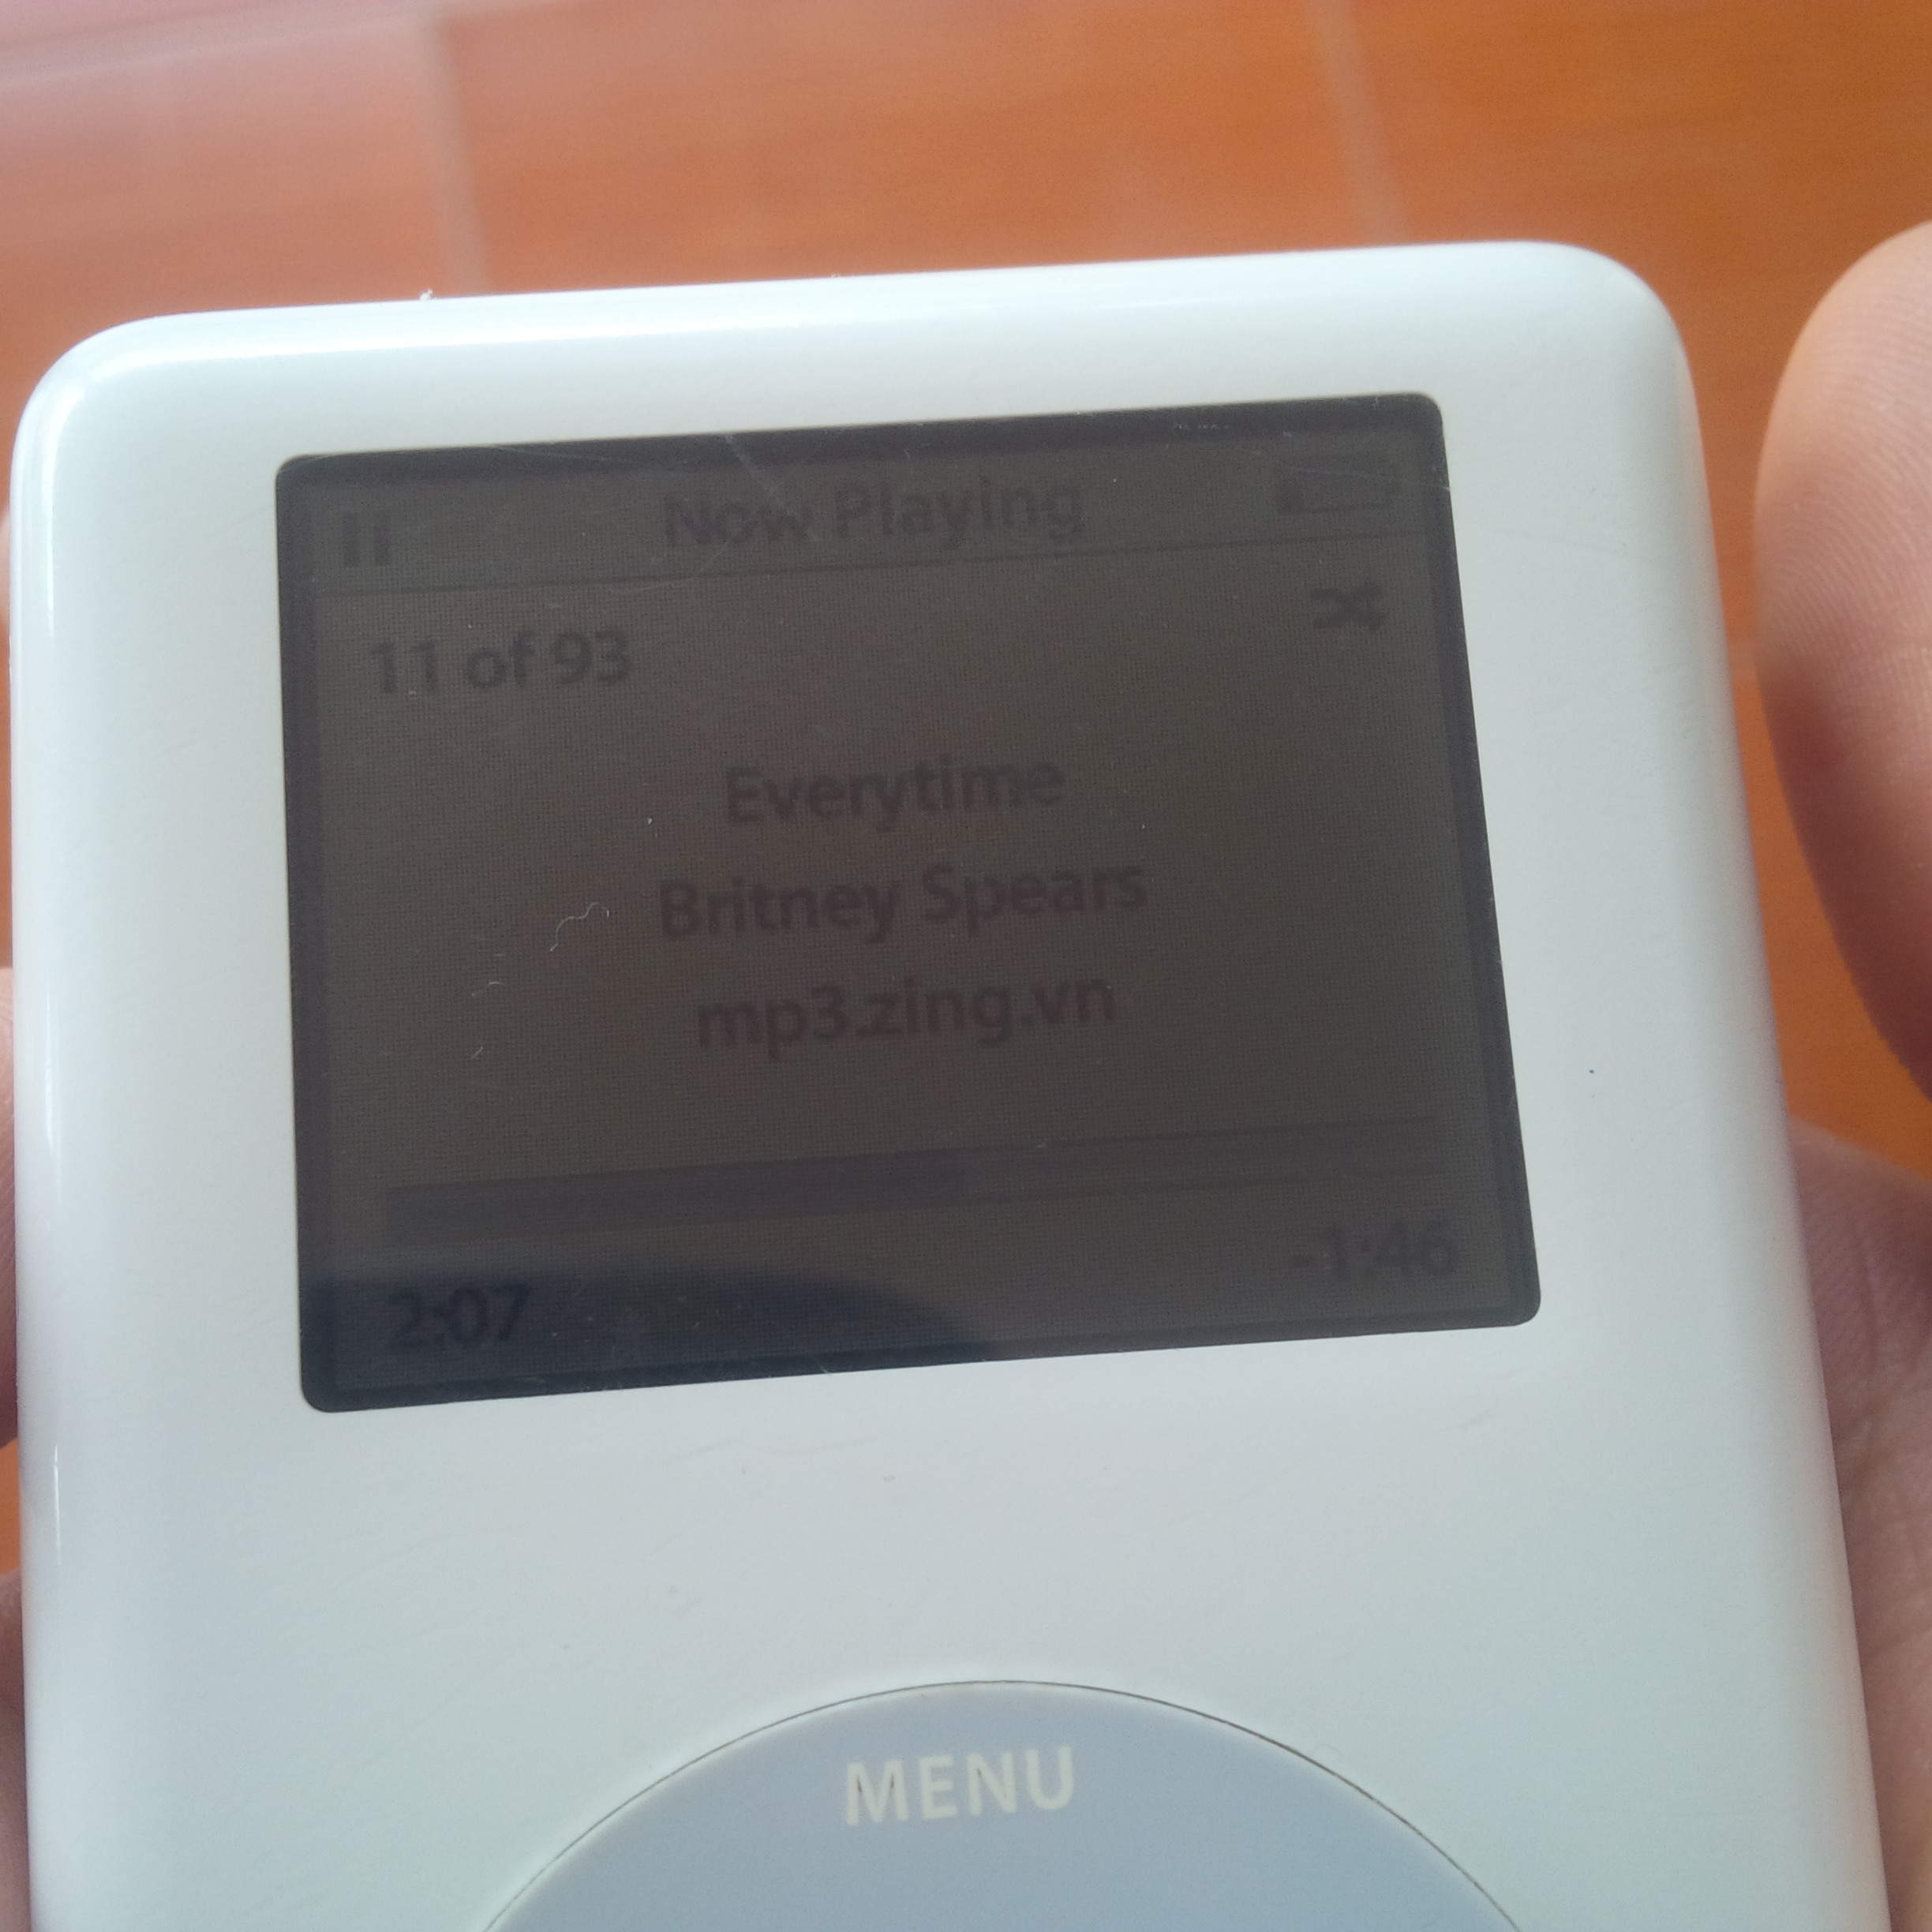 Now Playing
11 of 93
Everytime
Britney Spears
mp3.zing.vn
2:07 -1:46
MENU